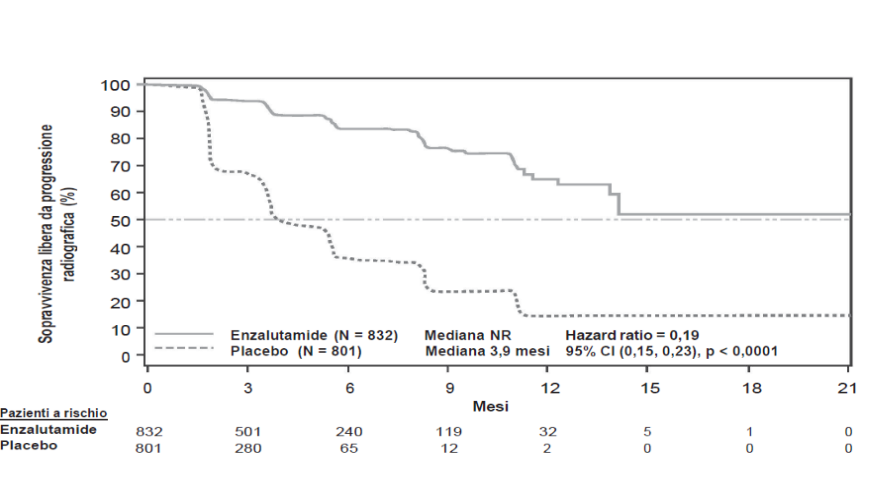 Sopravvivenza libera da progressione
radiografica (%)
100
90
80
70
60
50
40
30
20
10
0
Enzalutamide (N = 832) Mediana NR Hazard ratio = 0,19
Placebo (N = 801) Mediana 3,9 mesi 95% CI (0,15, 0,23), p < 0,0001
0 3 6 9 12 15 18 21
Mesi
Pazienti a rischio
Enzalutamide 832 501 240 119 32 5 1 0
Placebo 801 280 65 12 2 0 0 0